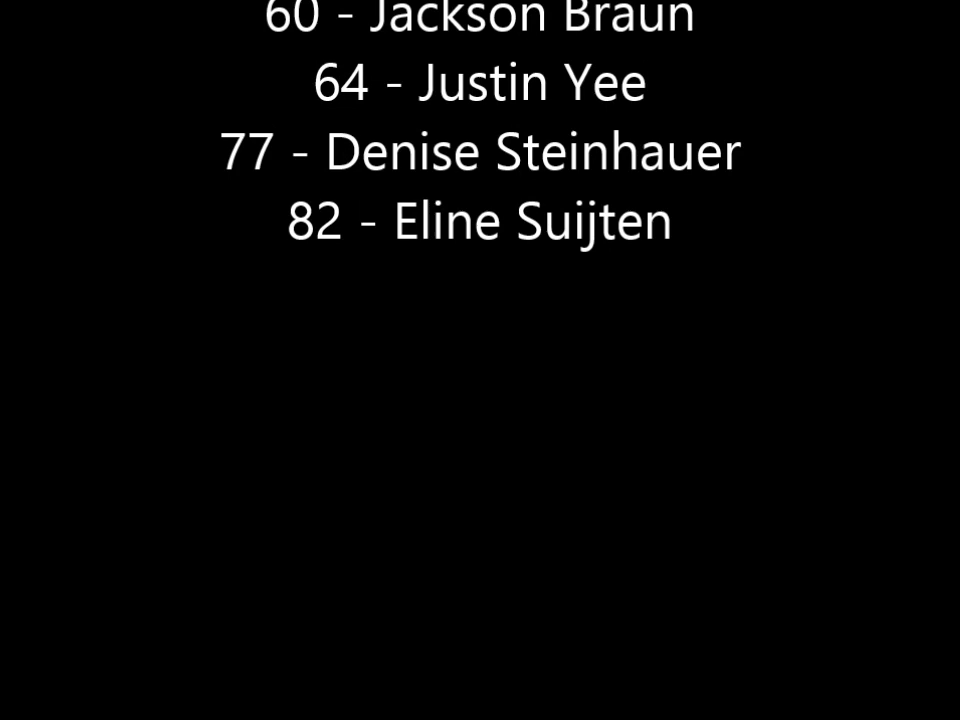 60 - Jackson Braun
64 - Justin Yee
77 - Denise Steinhauer
82 - Eline Suijten